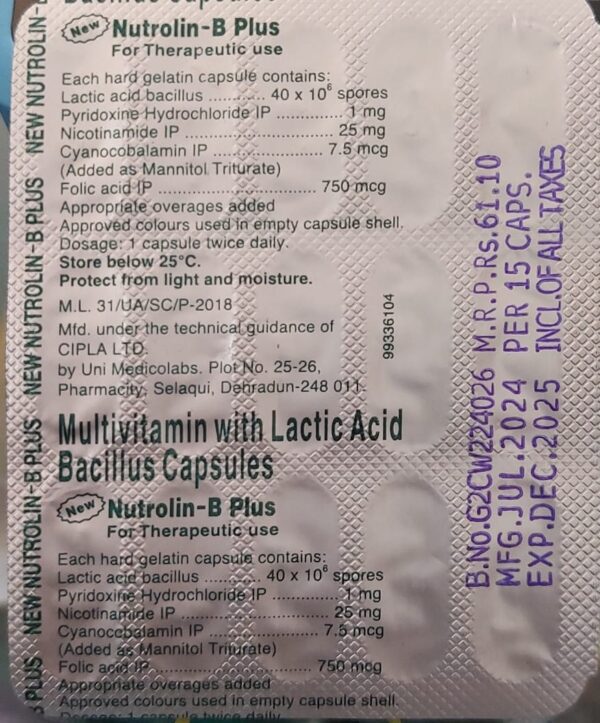 New Nutrolin-B Plus
For Therapeutic use
Each hard gelatin capsule contains:
Lactic acid bacillus ............ 40 x 10⁶ spores
Pyridoxine Hydrochloride IP .............. 1 mg
Nicotinamide IP ........................ 25 mg
Cyanocobalamin IP ................... 7.5 mcg
(Added as Mannitol Triturate)
Folic acid IP ............................ 750 mcg
Appropriate overages added
Approved colours used in empty capsule shell.
Dosage: 1 capsule twice daily.
Store below 25°C.
Protect from light and moisture.
M.L. 31/UA/SC/P-2018
Mfd. under the technical guidance of
CIPLA LTD.
by Uni Medicolabs. Plot No. 25-26,
Pharmacity, Selaqui, Dehradun-248 011.
99336104
Multivitamin with Lactic Acid
Bacillus Capsules
New Nutrolin-B Plus
For Therapeutic use
Each hard gelatin capsule contains:
Lactic acid bacillus ............ 40 x 10⁶ spores
Pyridoxine Hydrochloride IP .............. 1 mg
Nicotinamide IP ........................ 25 mg
Cyanocobalamin IP ................... 7.5 mcg
(Added as Mannitol Triturate)
Folic acid IP ............................ 750 mcg
Appropriate overages added
Approved colours used in empty capsule shell.
Dosage: 1 capsule twice daily.
B PLUS NEW NUTROLIN-B PLUS NEW NUTROLIN-B PLUS NEW NUTROLIN-B
B.No.G2CW224026 M.R.P.Rs.61.10
MFG.JUL.2024 PER 15 CAPS.
EXP.DEC.2025 INCL.OF ALL TAXES